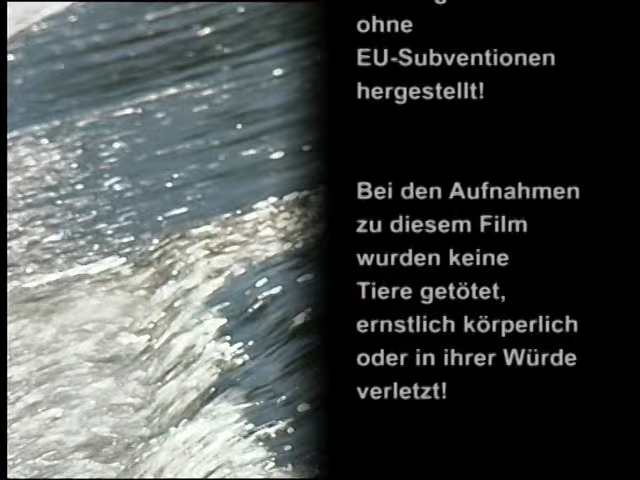 ohne
EU-Subventionen
hergestellt!
Bei den Aufnahmen
zu diesem Film
wurden keine
Tiere getötet,
ernstlich körperlich
oder in ihrer Würde
verletzt!